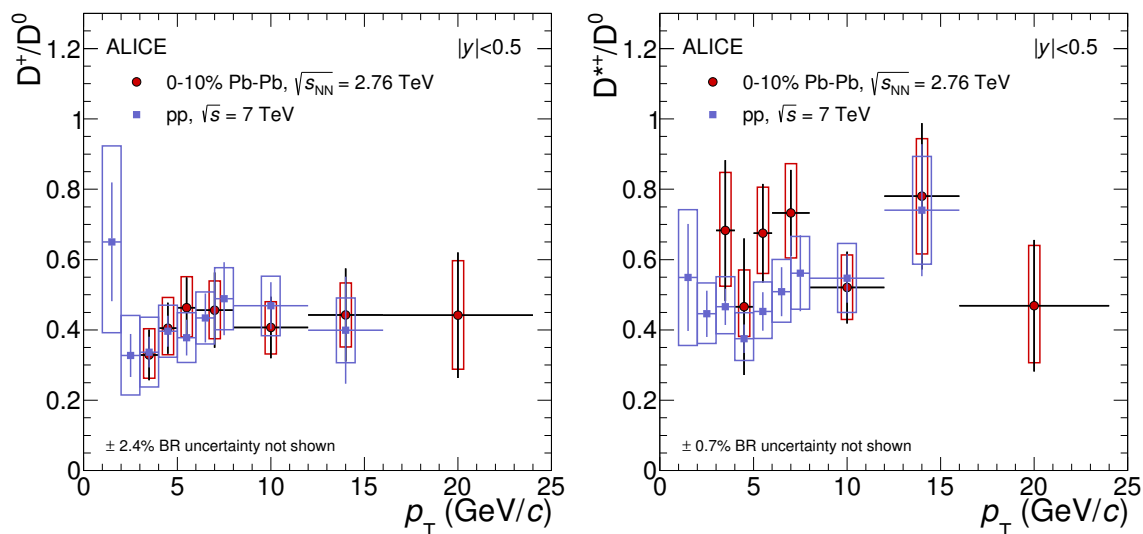 D⁺/D⁰
ALICE
|y|<0.5
0-10% Pb-Pb, √s_NN = 2.76 TeV
pp, √s = 7 TeV
± 2.4% BR uncertainty not shown
0
0.2
0.4
0.6
0.8
1
1.2
0 5 10 15 20 25
p_T (GeV/c)
D*⁺/D⁰
ALICE
|y|<0.5
0-10% Pb-Pb, √s_NN = 2.76 TeV
pp, √s = 7 TeV
± 0.7% BR uncertainty not shown
0
0.2
0.4
0.6
0.8
1
1.2
0 5 10 15 20 25
p_T (GeV/c)